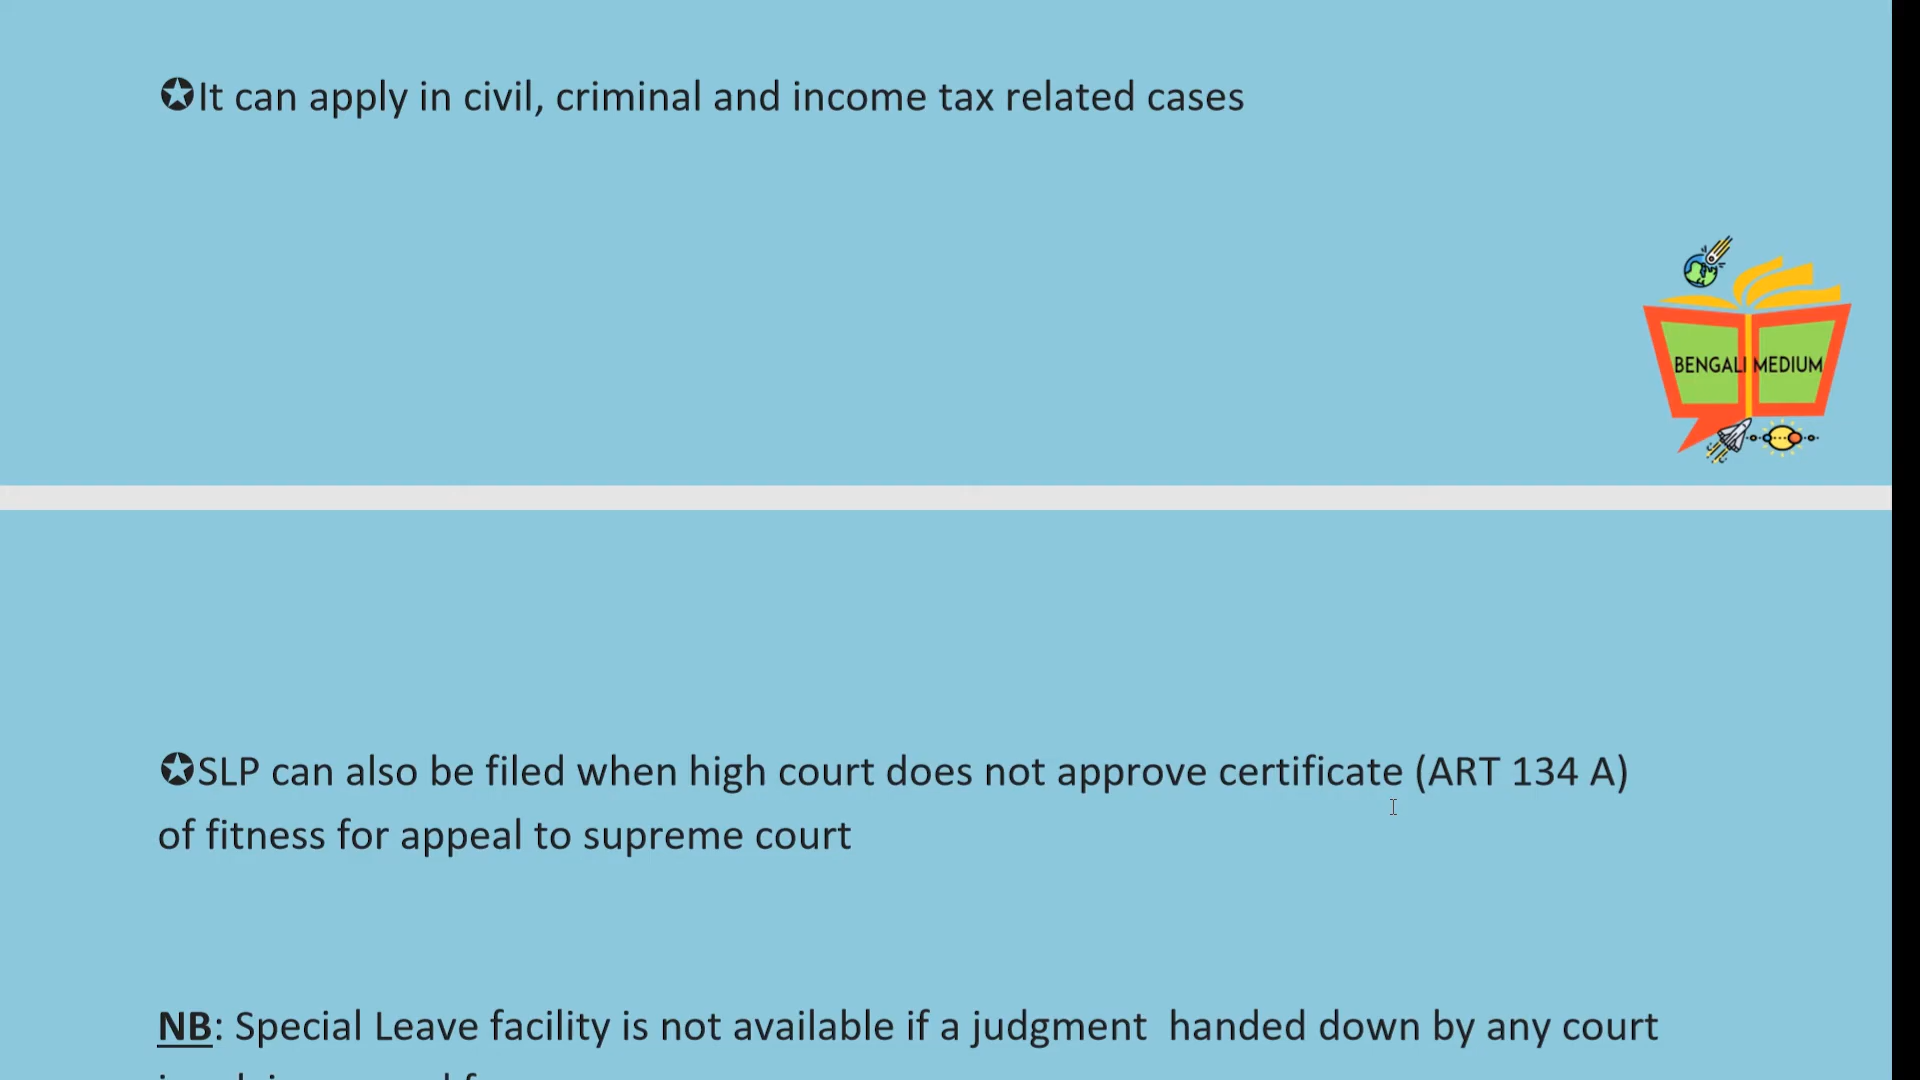 ✪It can apply in civil, criminal and income tax related cases
BENGALI MEDIUM
✪SLP can also be filed when high court does not approve certificate (ART 134 A)
of fitness for appeal to supreme court
NB: Special Leave facility is not available if a judgment  handed down by any court